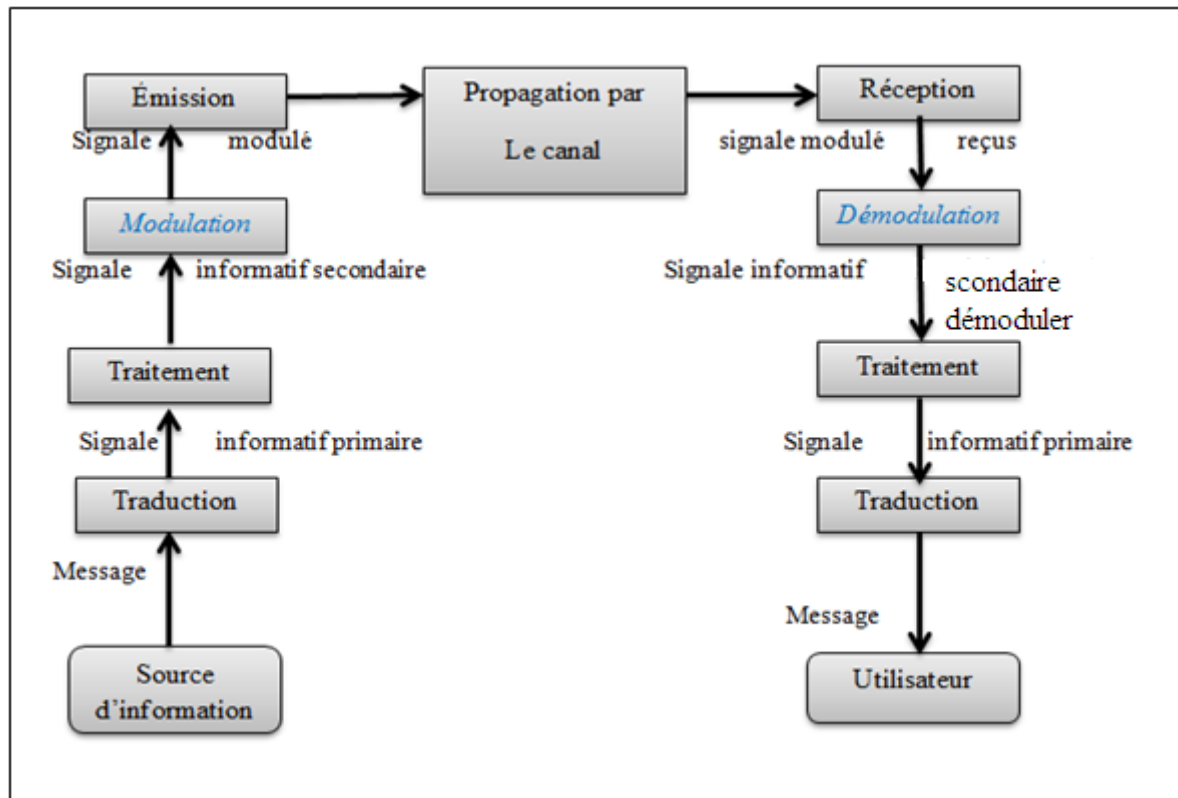 Émission
Propagation par
Le canal
Réception
Signale modulé
signale modulé reçus
Modulation
Démodulation
Signale informatif secondaire
Signale informatif scondaire
démoduler
Traitement
Traitement
Signale informatif primaire
Signale informatif primaire
Traduction
Traduction
Message
Message
Source
d’information
Utilisateur